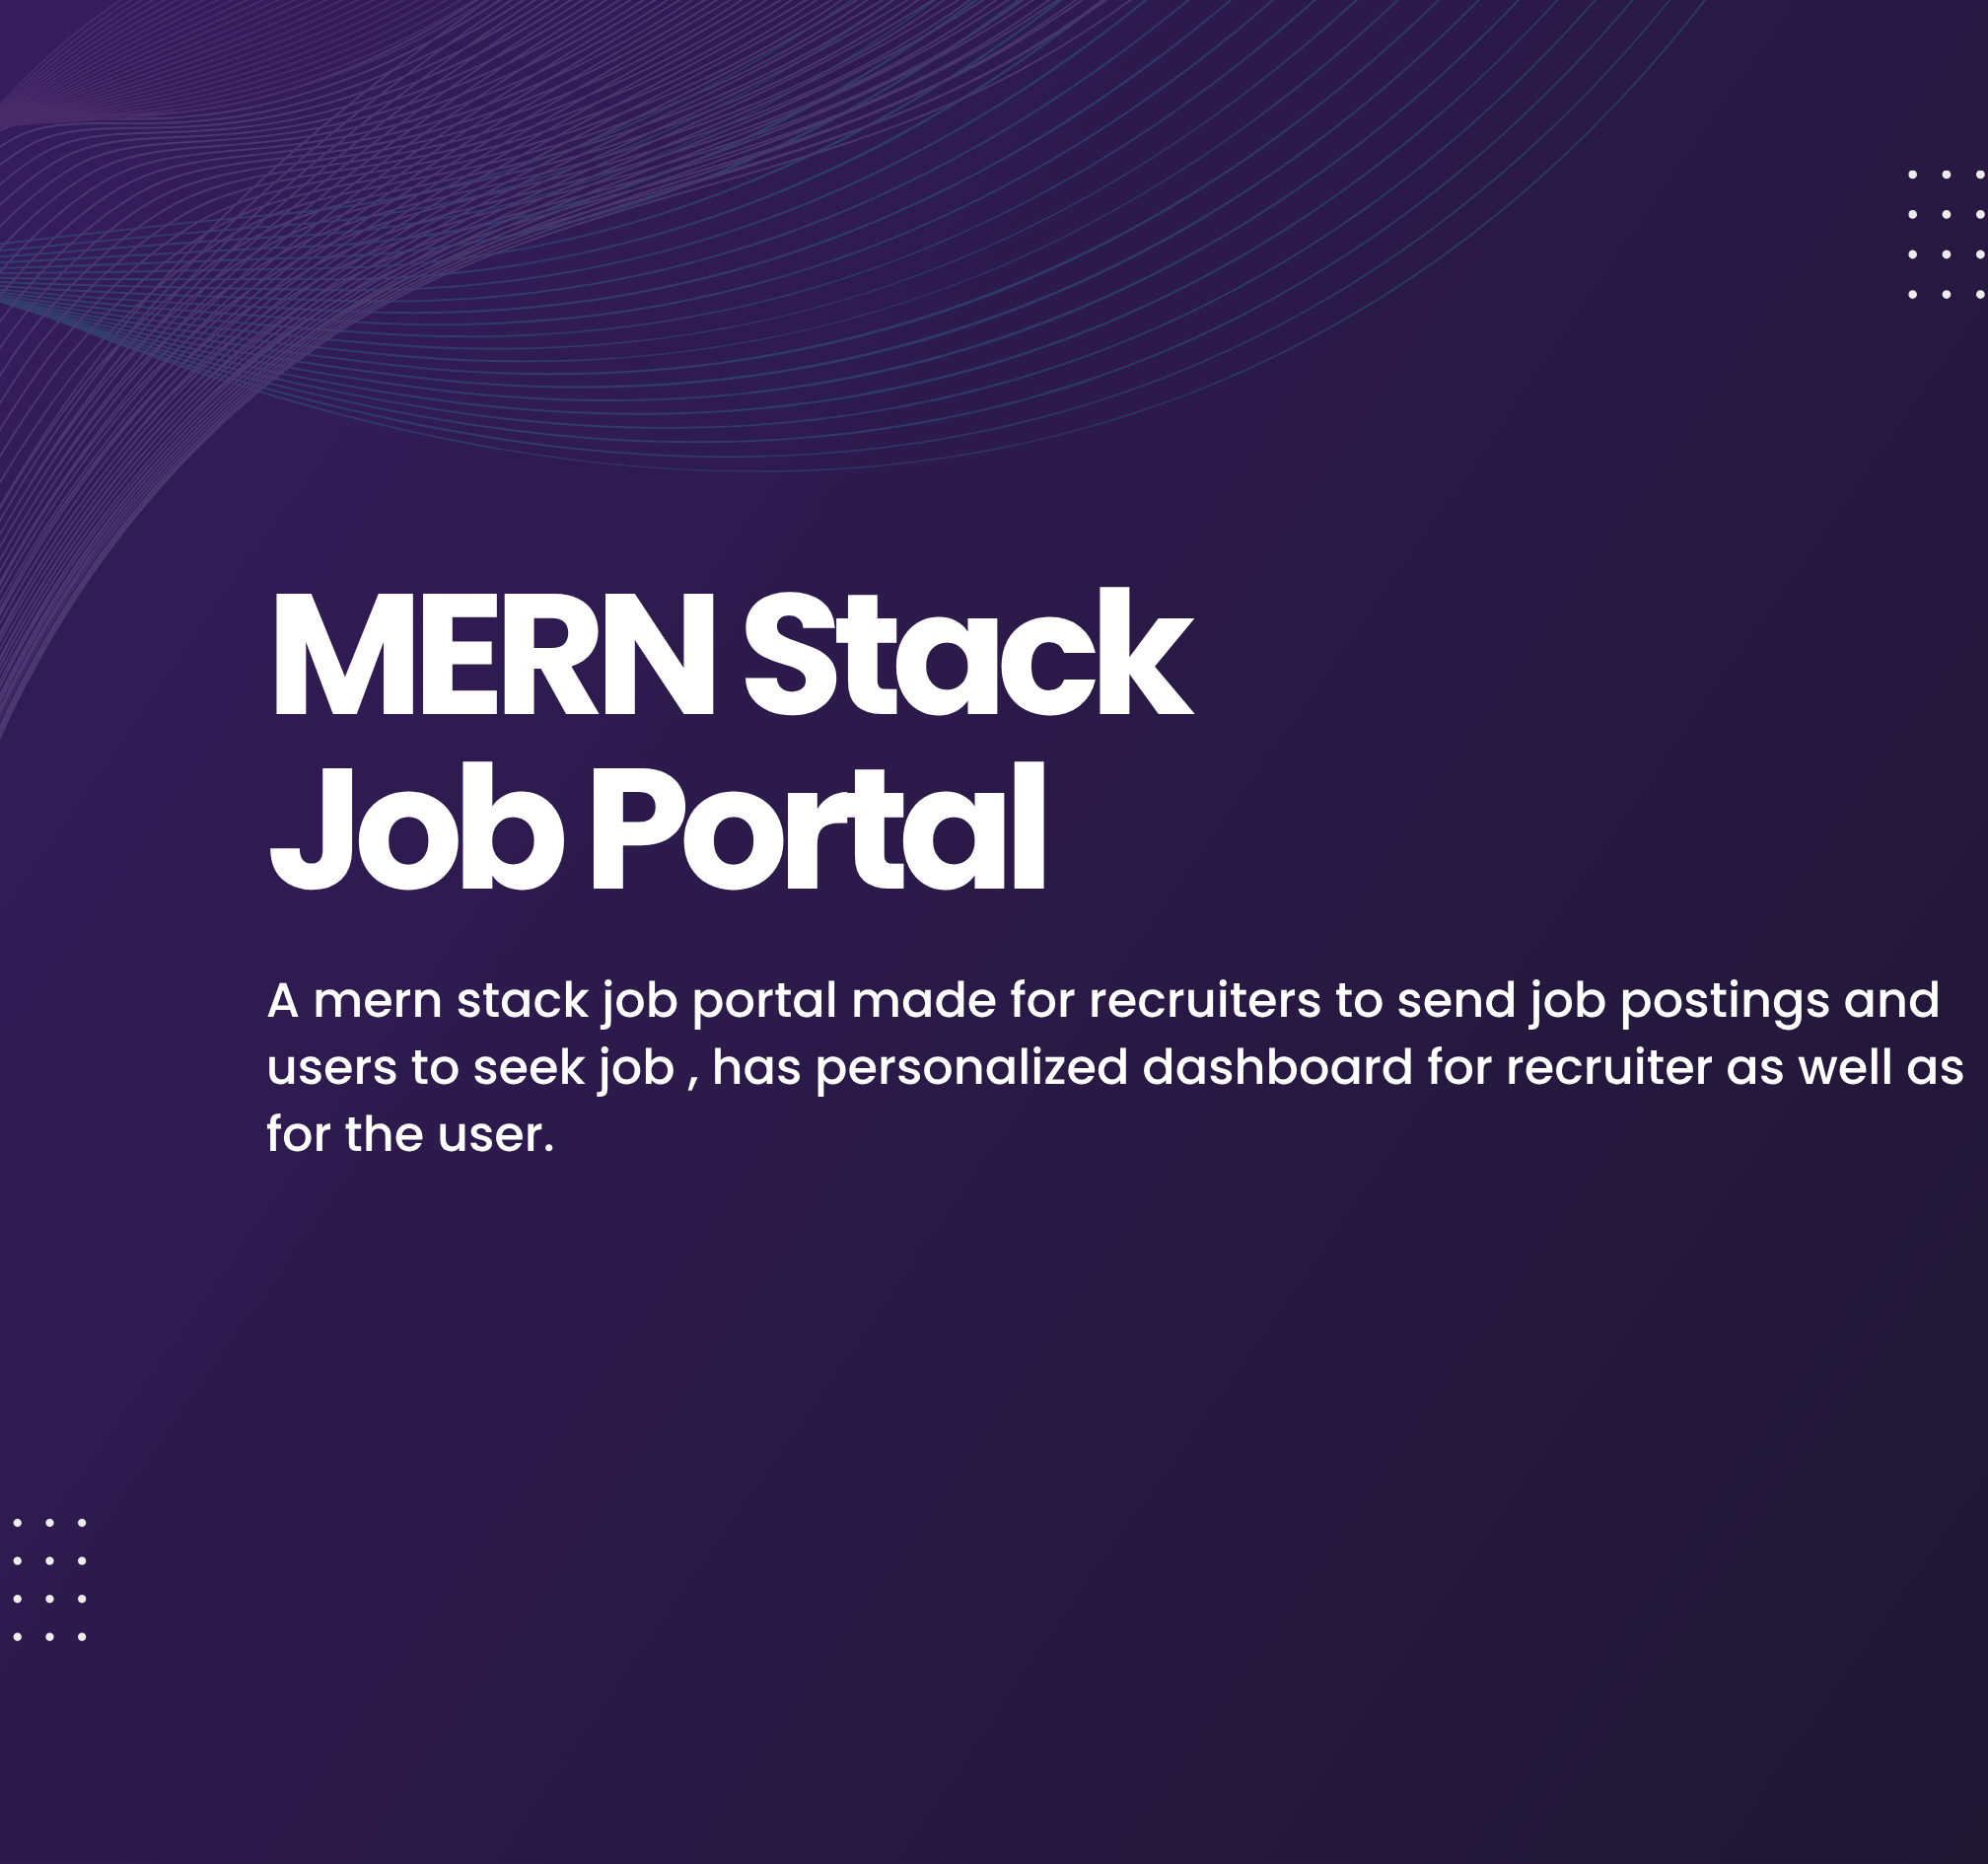 MERN Stack
Job Portal
A mern stack job portal made for recruiters to send job postings and
users to seek job , has personalized dashboard for recruiter as well as
for the user.